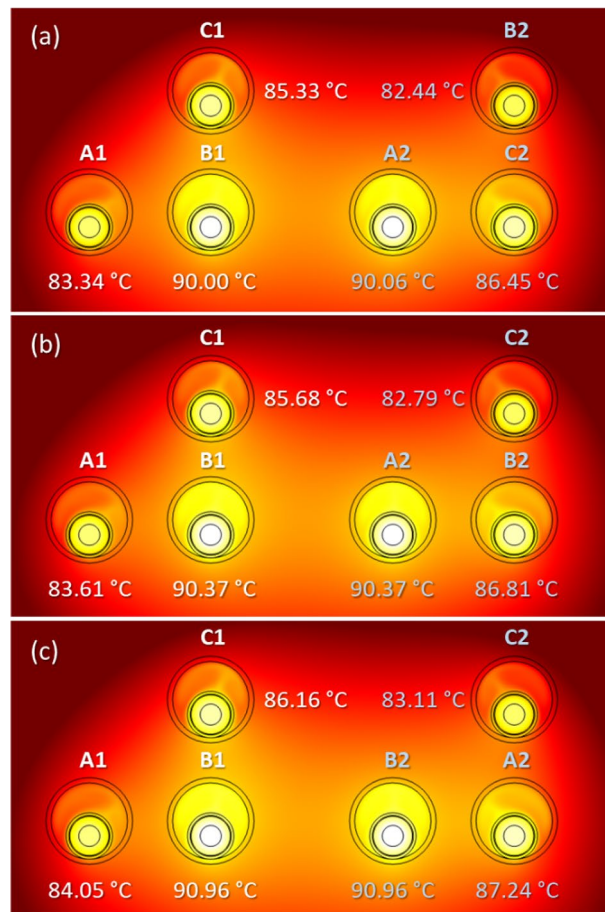 (a)
C1 B2
85.33 °C 82.44 °C
A1 B1 A2 C2
83.34 °C 90.00 °C 90.06 °C 86.45 °C
(b)
C1 C2
85.68 °C 82.79 °C
A1 B1 A2 B2
83.61 °C 90.37 °C 90.37 °C 86.81 °C
(c)
C1 C2
86.16 °C 83.11 °C
A1 B1 B2 A2
84.05 °C 90.96 °C 90.96 °C 87.24 °C